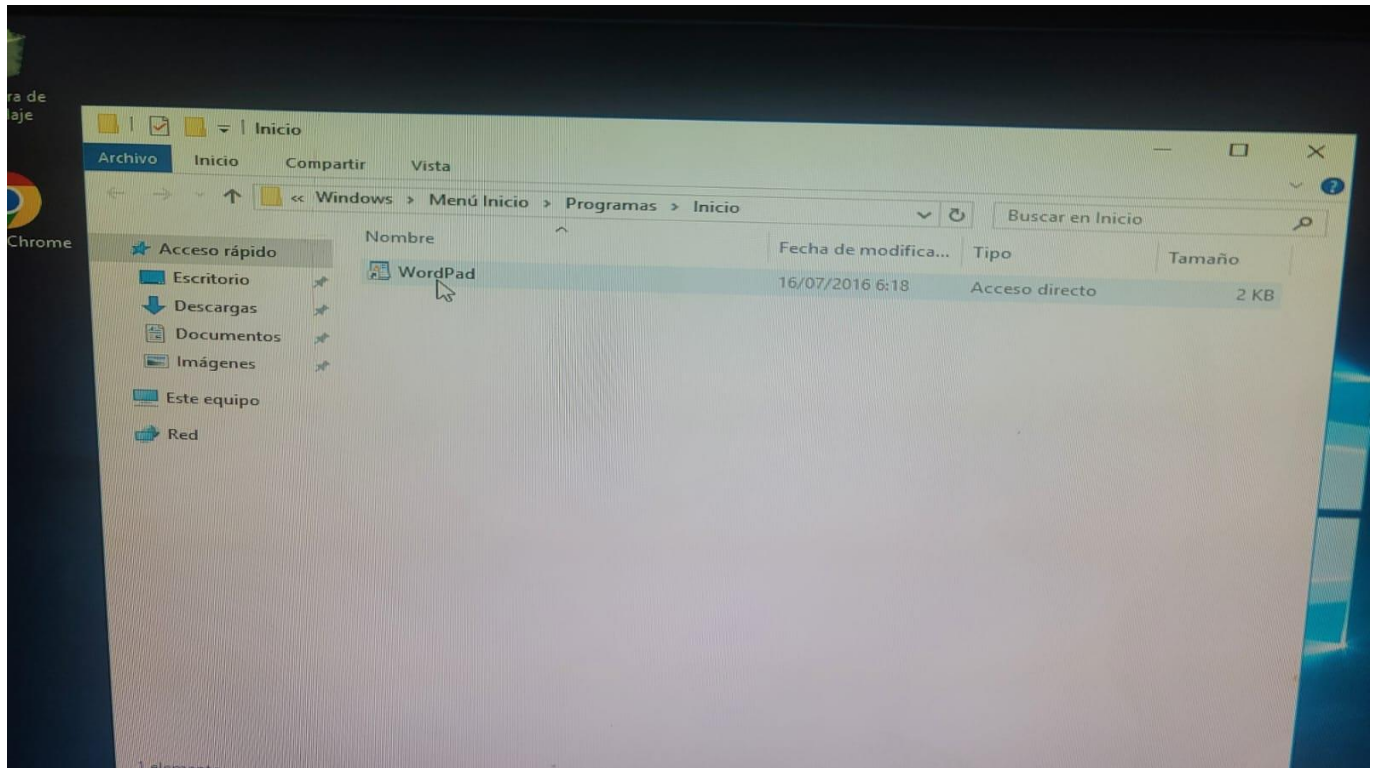 ra de
laje
Inicio
Archivo Inicio Compartir Vista
« Windows > Menú Inicio > Programas > Inicio
Buscar en Inicio
Chrome
Nombre Fecha de modifica... Tipo Tamaño
WordPad 16/07/2016 6:18 Acceso directo 2 KB
Acceso rápido
Escritorio
Descargas
Documentos
Imágenes
Este equipo
Red